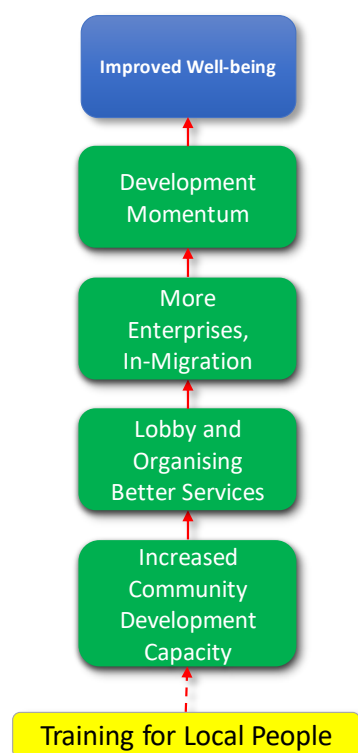 Improved Well-being
Development
Momentum
More
Enterprises,
In-Migration
Lobby and
Organising
Better Services
Increased
Community
Development
Capacity
Training for Local People